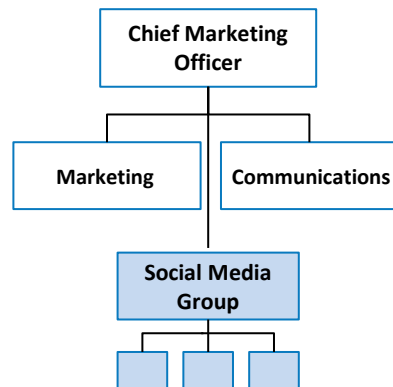 Chief Marketing
Officer
Marketing
Communications
Social Media
Group